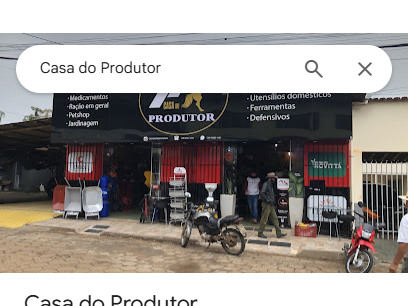 Casa do Produtor
· Medicamentos
· Ração em geral
· Petshop
· Jardinagem
CASA DO
PRODUTOR
· Utensílios domésticos
· Ferramentas
· Defensivos
Casa do Produtor